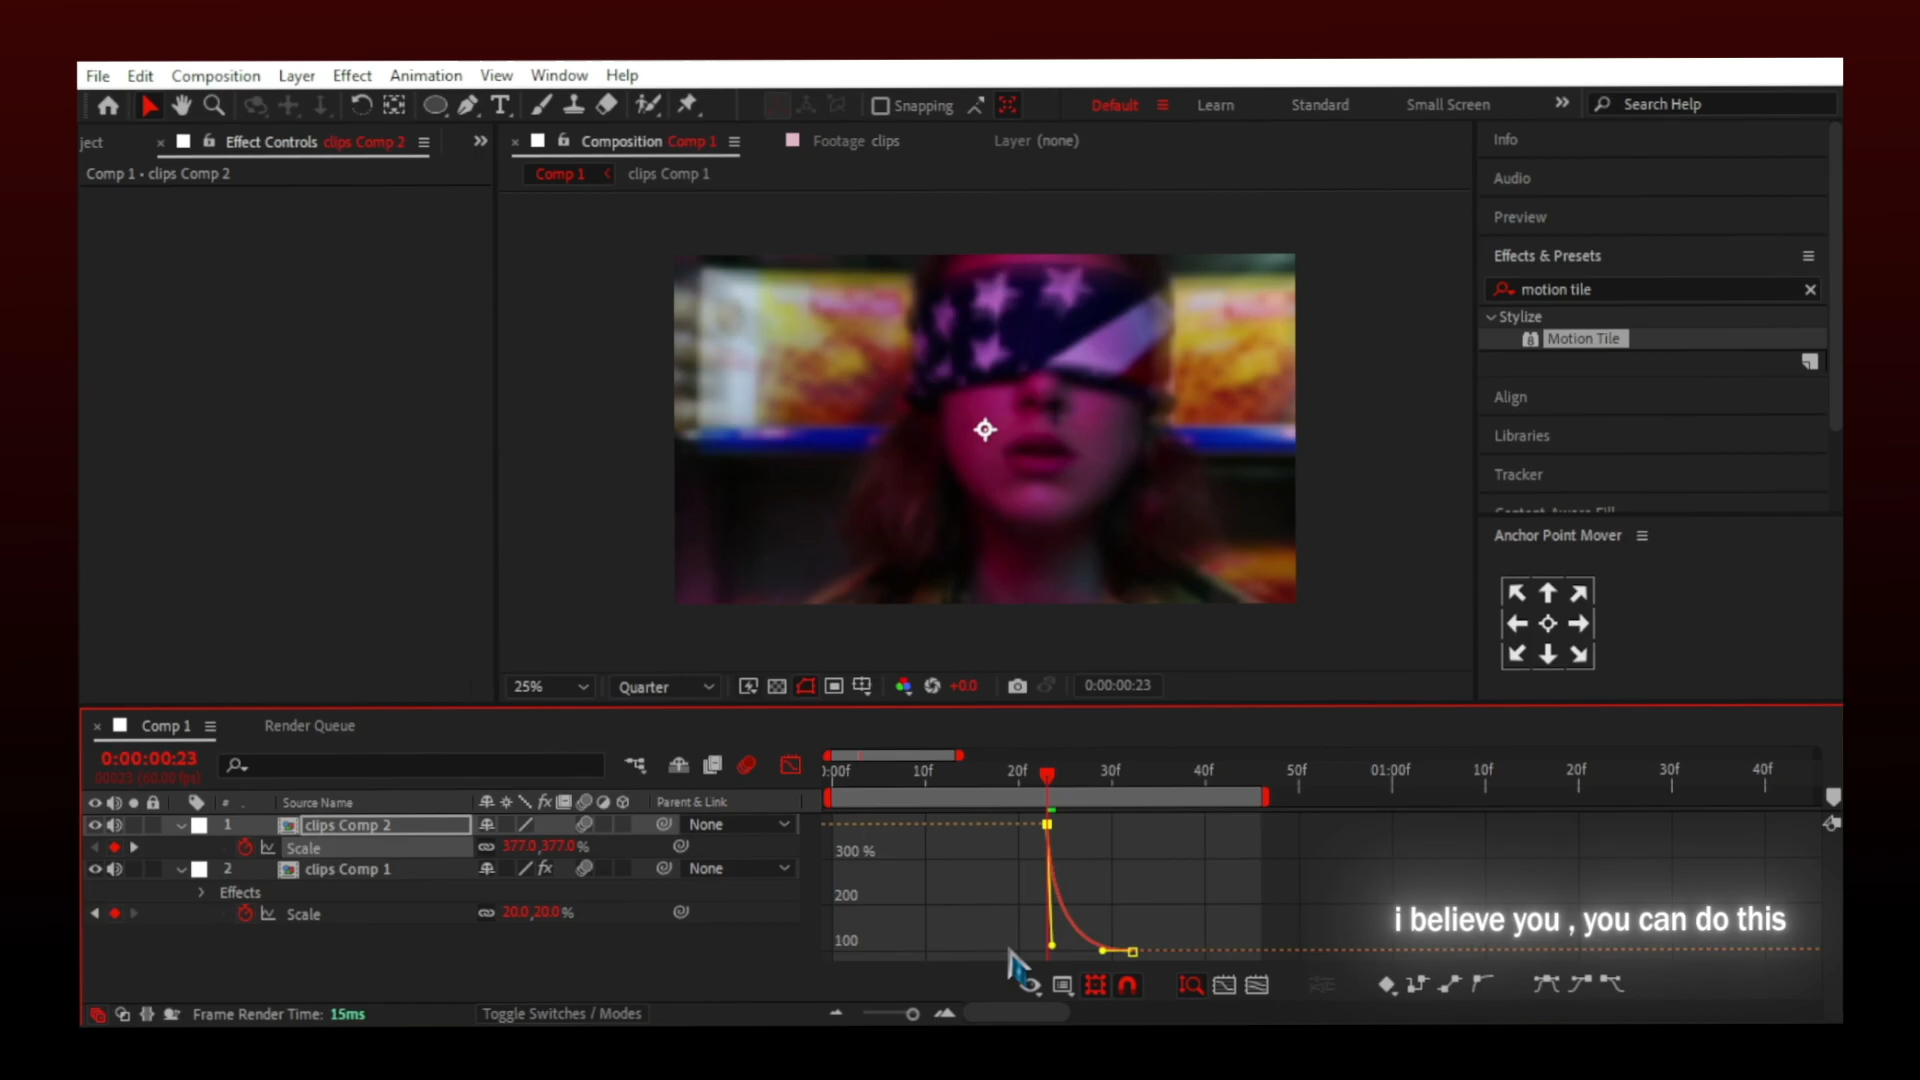 File Edit Composition Layer Effect Animation View Window Help
Snapping Default Learn Standard Small Screen Search Help
ject Effect Controls clips Comp 2
Composition Comp 1 Footage clips Layer (none)
Comp 1 • clips Comp 2
Comp 1 clips Comp 1
Info
Audio
Preview
Effects & Presets
motion tile
Stylize
8 Motion Tile
Align
Libraries
Tracker
Content-Aware Fill
Anchor Point Mover
25% Quarter +0.0 0:00:00:23
Comp 1 Render Queue
0:00:00:23
00023 (60.00 fps)
:00f 10f 20f 30f 40f 50f 01:00f 10f 20f 30f 40f
# Source Name fx Parent & Link
1 clips Comp 2 None
Scale 377.0,377.0%
2 clips Comp 1 fx None
Effects
Scale 20.0,20.0%
300 %
200
100
i believe you , you can do this
Frame Render Time: 15ms Toggle Switches / Modes